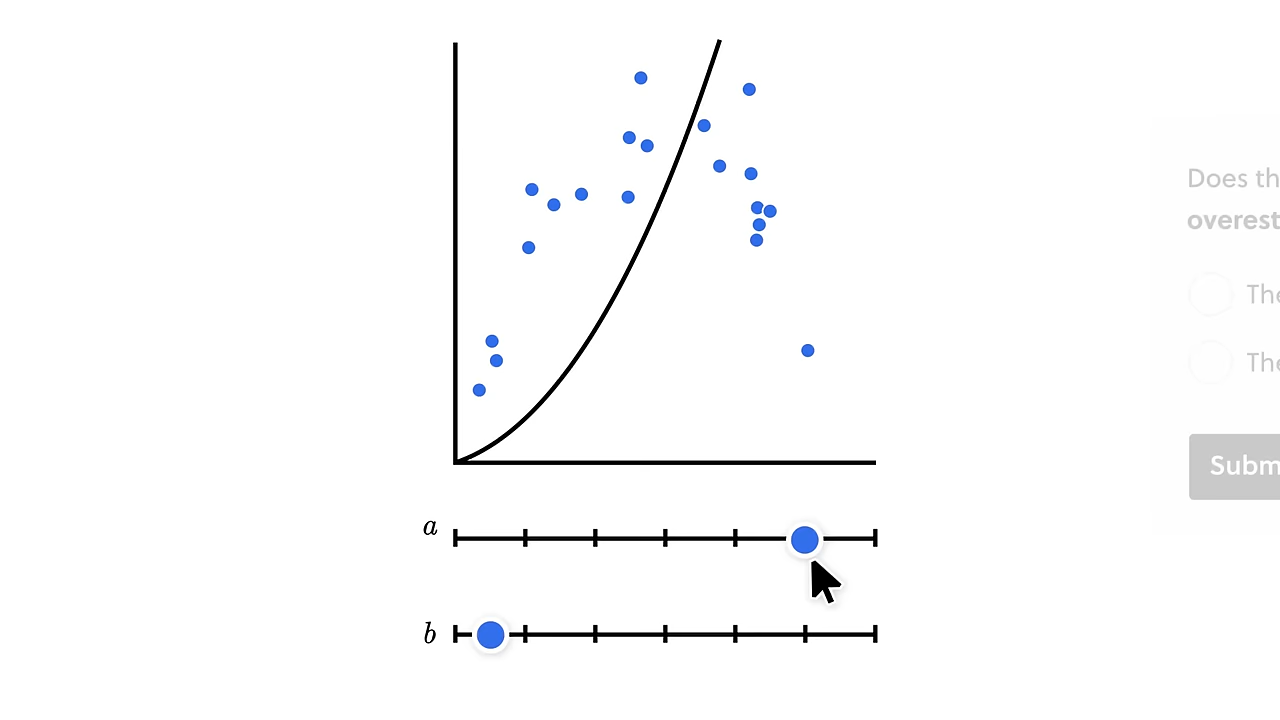 a
b
Does th
overest
The
The
Subm